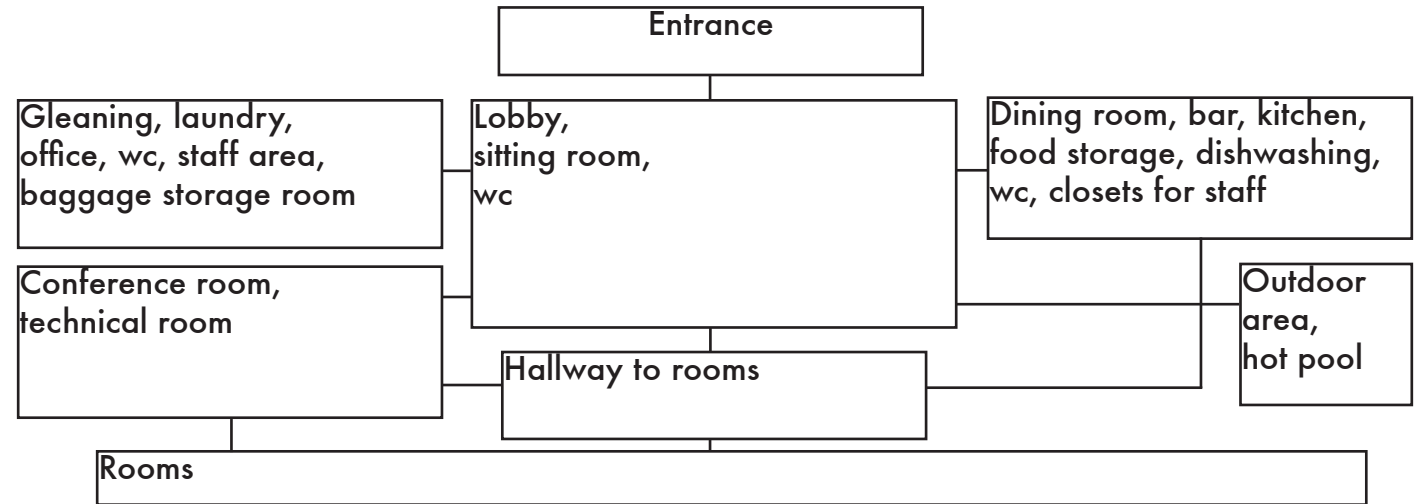 Entrance
Gleaning, laundry,
office, wc, staff area,
baggage storage room
Lobby,
sitting room,
wc
Dining room, bar, kitchen,
food storage, dishwashing,
wc, closets for staff
Conference room,
technical room
Outdoor
area,
hot pool
Hallway to rooms
Rooms